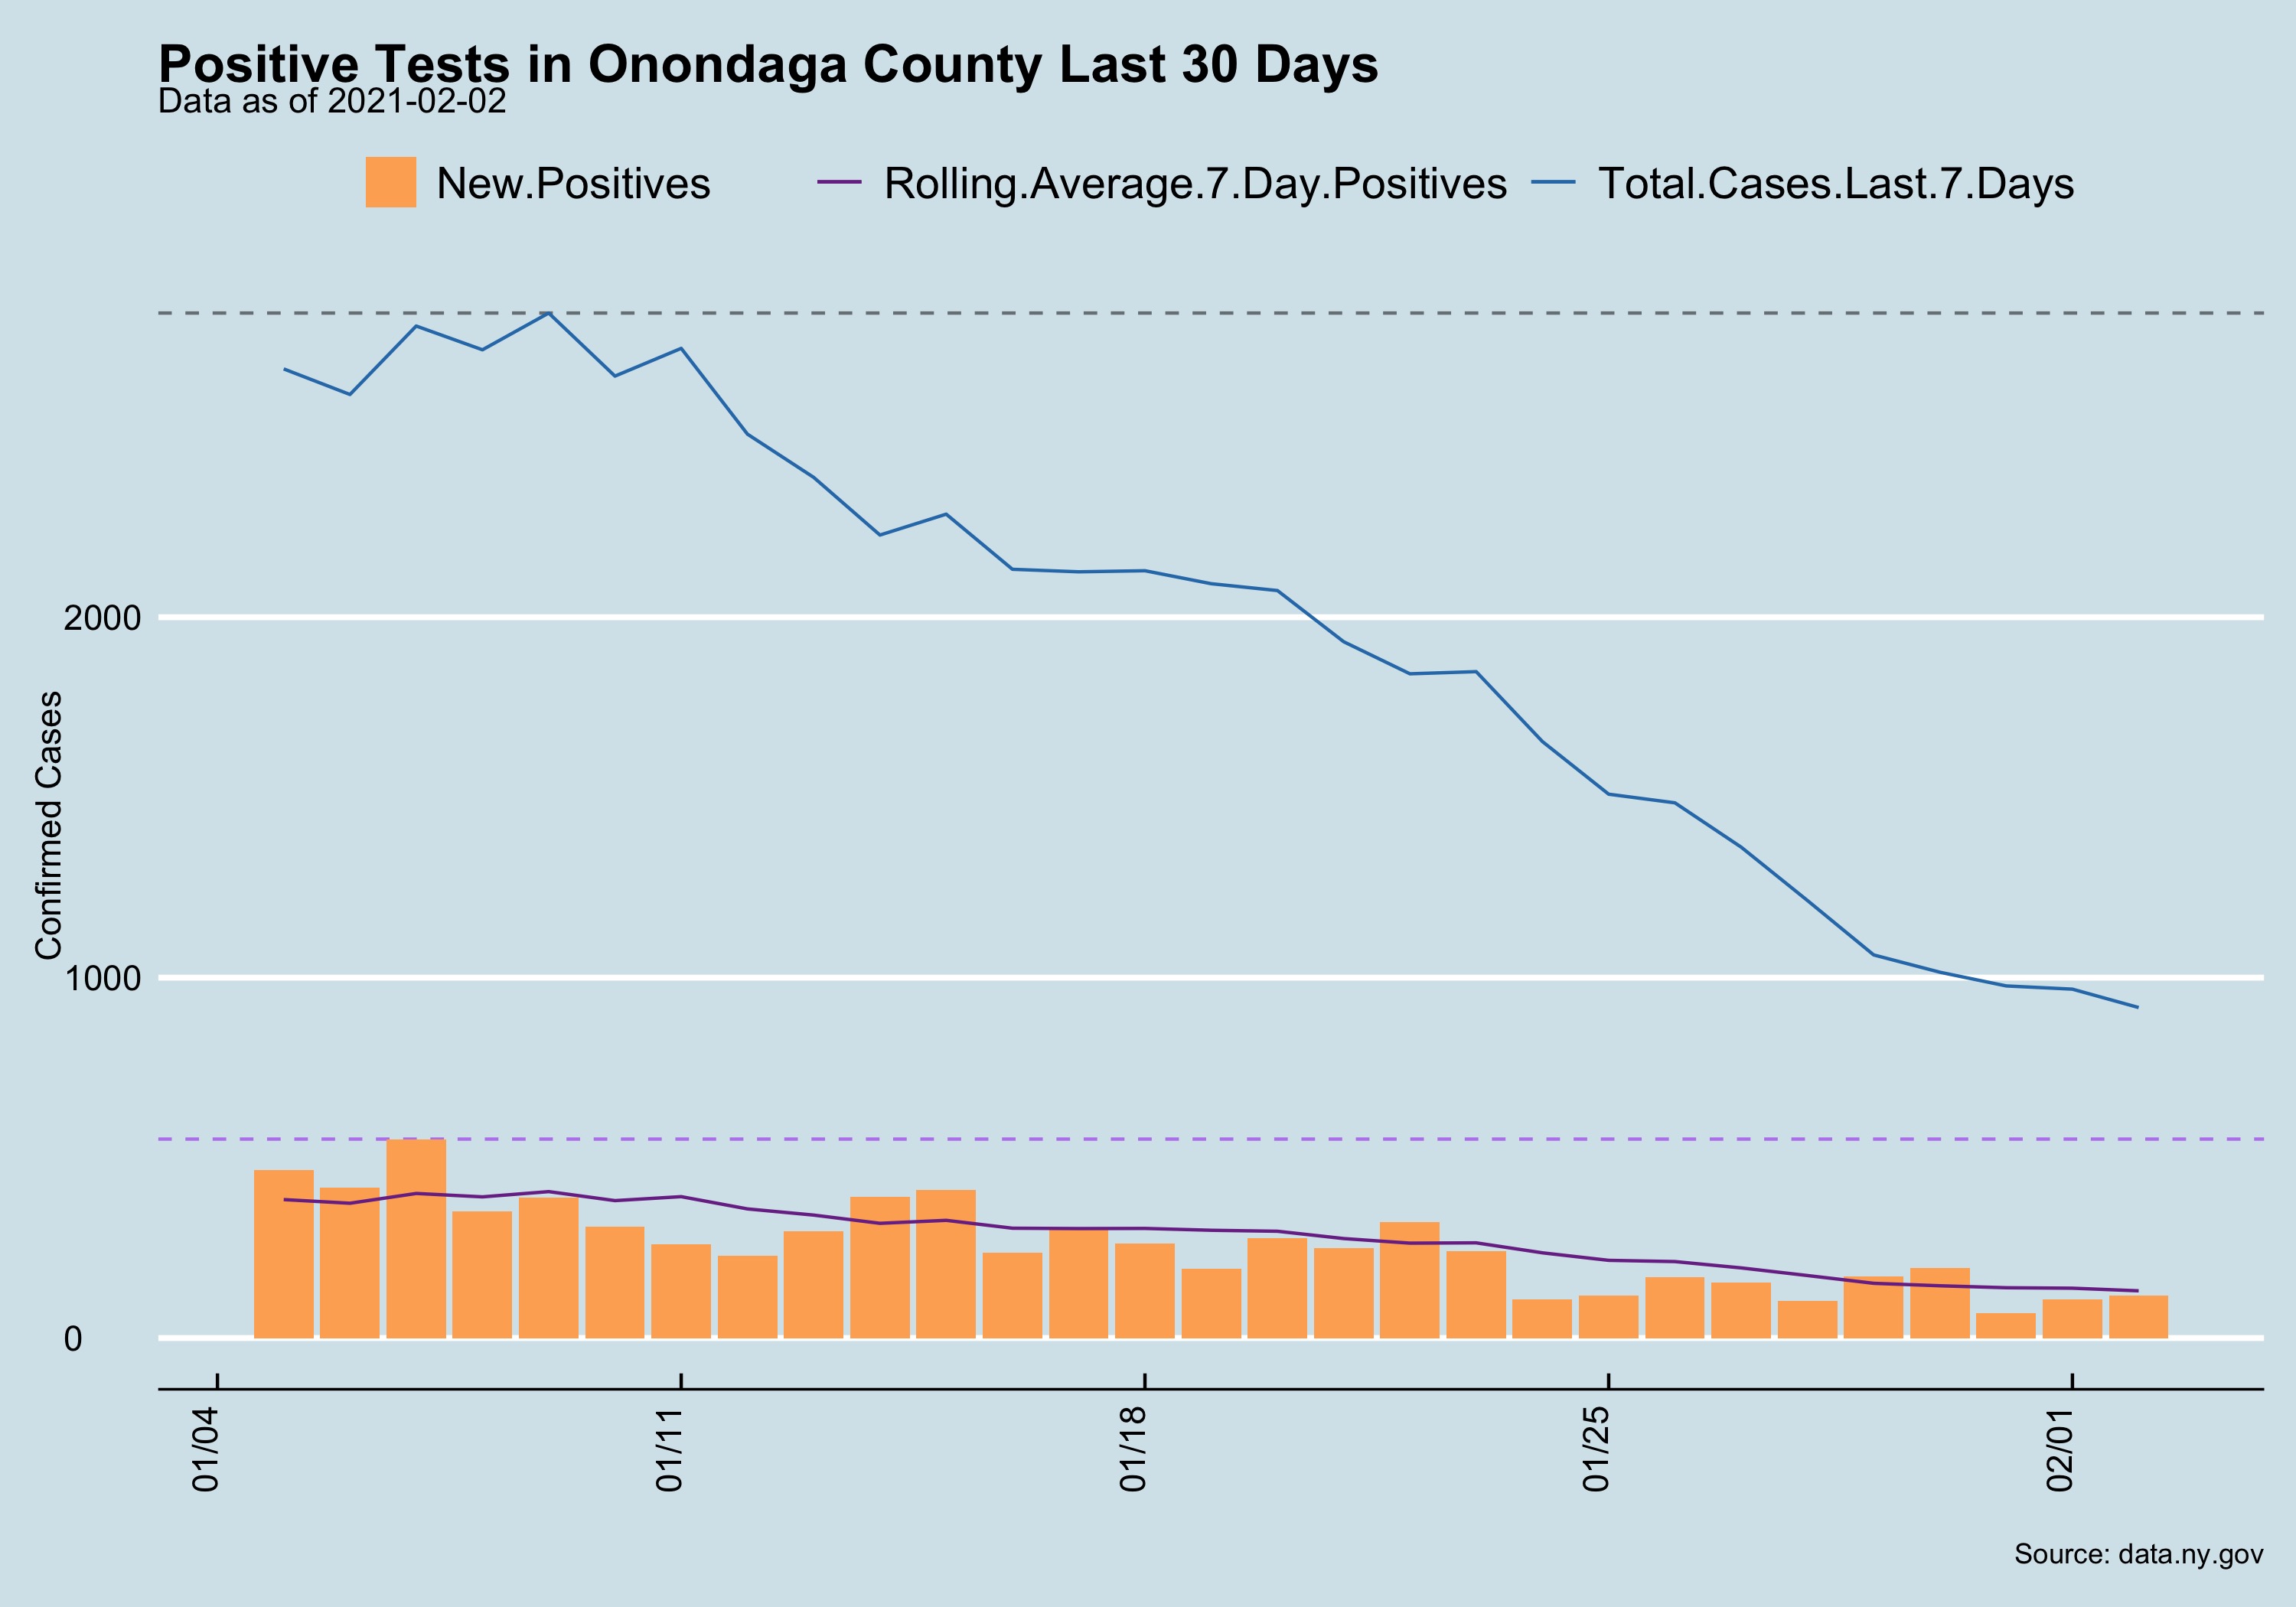 Positive Tests in Onondaga County Last 30 Days
Data as of 2021-02-02
New.Positives
Rolling.Average.7.Day.Positives
Total.Cases.Last.7.Days
Confirmed Cases
2000
1000
0
01/04
01/11
01/18
01/25
02/01
Source: data.ny.gov